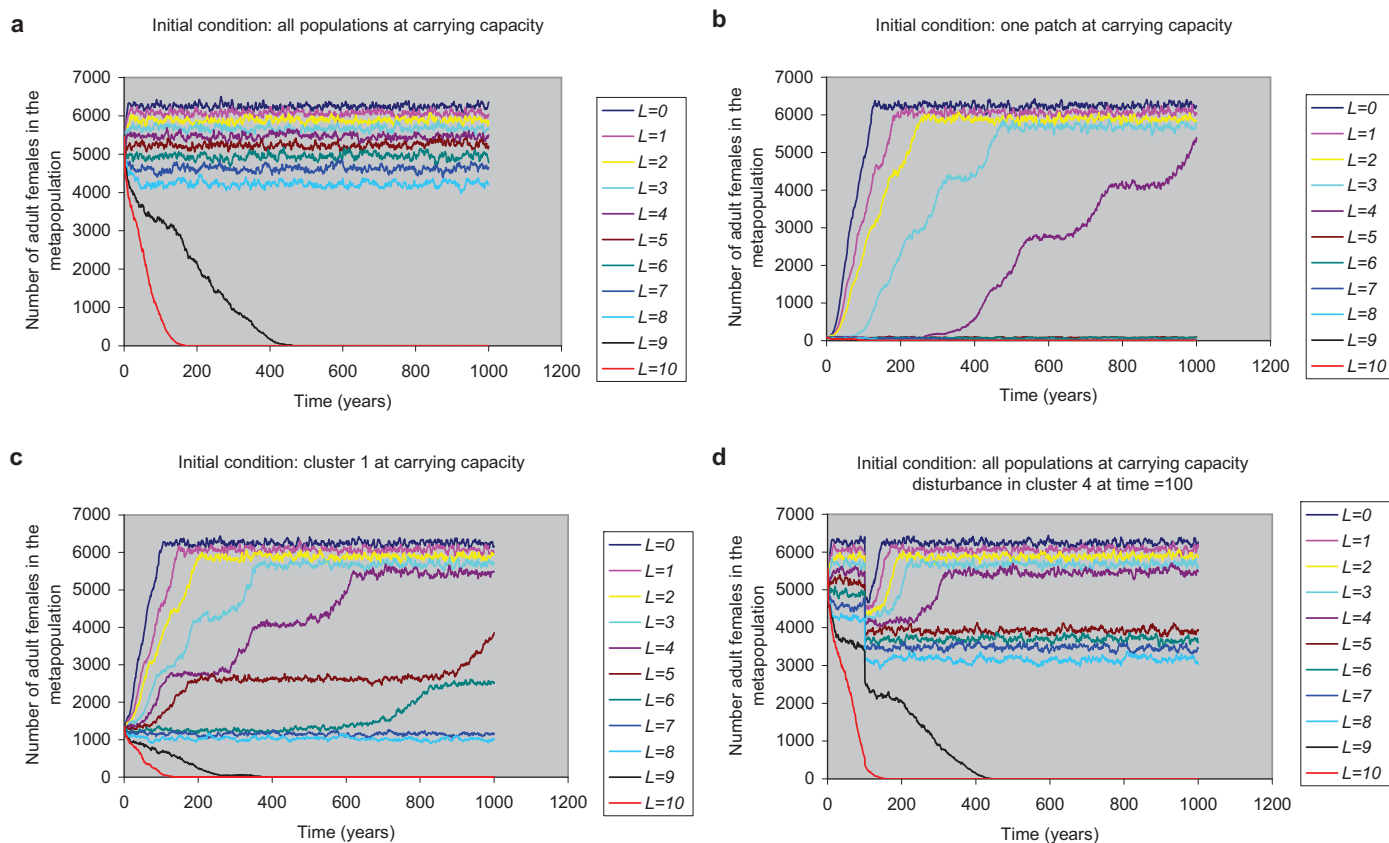 a
Initial condition: all populations at carrying capacity
Number of adult females in the
metapopulation
7000
6000
5000
4000
3000
2000
1000
0
0 200 400 600 800 1000 1200
Time (years)
L=0
L=1
L=2
L=3
L=4
L=5
L=6
L=7
L=8
L=9
L=10
b
Initial condition: one patch at carrying capacity
Number of adult females in the
metapopulation
7000
6000
5000
4000
3000
2000
1000
0
0 200 400 600 800 1000 1200
Time (years)
L=0
L=1
L=2
L=3
L=4
L=5
L=6
L=7
L=8
L=9
L=10
c
Initial condition: cluster 1 at carrying capacity
Number of adult females in the
metapopulation
7000
6000
5000
4000
3000
2000
1000
0
0 200 400 600 800 1000 1200
Time (years)
L=0
L=1
L=2
L=3
L=4
L=5
L=6
L=7
L=8
L=9
L=10
d
Initial condition: all populations at carrying capacity
disturbance in cluster 4 at time =100
Number adult females in the
metapopulation
7000
6000
5000
4000
3000
2000
1000
0
0 200 400 600 800 1000 1200
Time (years)
L=0
L=1
L=2
L=3
L=4
L=5
L=6
L=7
L=8
L=9
L=10